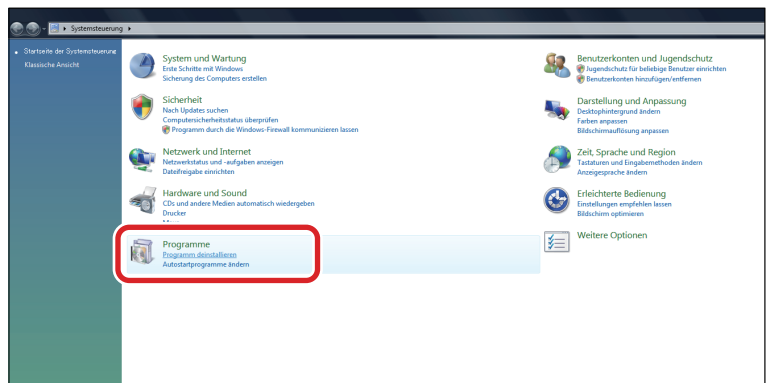 Systemsteuerung
Startseite der Systemsteuerung
Klassische Ansicht
System und Wartung
Erste Schritte mit Windows
Sicherung des Computers erstellen
Sicherheit
Nach Updates suchen
Computersicherheitsstatus überprüfen
Programm durch die Windows-Firewall kommunizieren lassen
Netzwerk und Internet
Netzwerkstatus und -aufgaben anzeigen
Dateifreigabe einrichten
Hardware und Sound
CDs und andere Medien automatisch wiedergeben
Drucker
Programme
Programm deinstallieren
Autostartprogramme ändern
Benutzerkonten und Jugendschutz
Jugendschutz für beliebige Benutzer einrichten
Benutzerkonten hinzufügen/entfernen
Darstellung und Anpassung
Desktophintergrund ändern
Farben anpassen
Bildschirmauflösung anpassen
Zeit, Sprache und Region
Tastaturen und Eingabemethoden ändern
Anzeigesprache ändern
Erleichterte Bedienung
Einstellungen empfehlen lassen
Bildschirm optimieren
Weitere Optionen